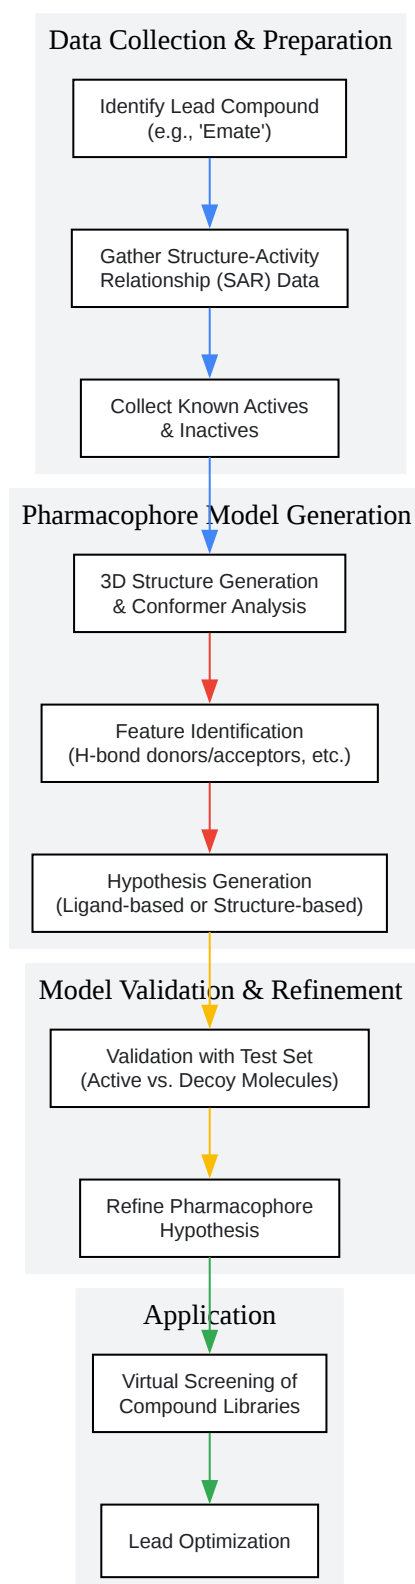 Data Collection & Preparation
Identify Lead Compound
(e.g., 'Emate')
Gather Structure-Activity
Relationship (SAR) Data
Collect Known Actives
& Inactives
Pharmacophore Model Generation
3D Structure Generation
& Conformer Analysis
Feature Identification
(H-bond donors/acceptors, etc.)
Hypothesis Generation
(Ligand-based or Structure-based)
Model Validation & Refinement
Validation with Test Set
(Active vs. Decoy Molecules)
Refine Pharmacophore
Hypothesis
Application
Virtual Screening of
Compound Libraries
Lead Optimization